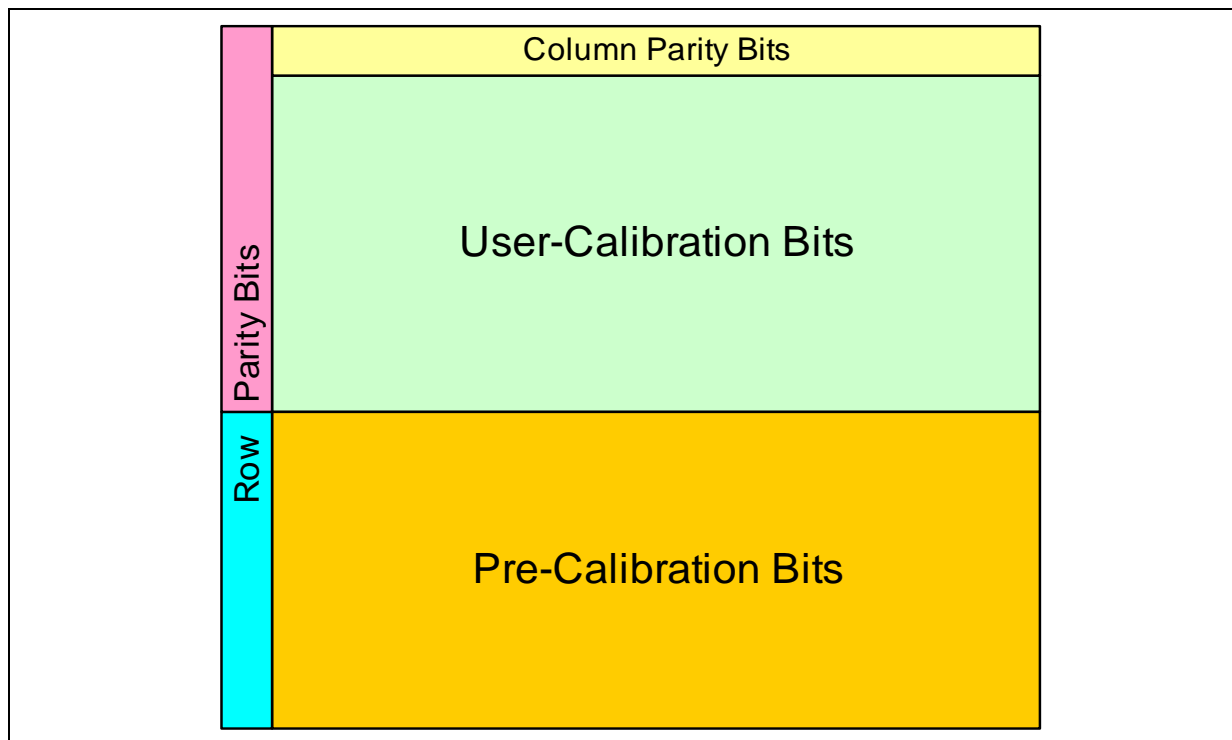 Column Parity Bits
User-Calibration Bits
Pre-Calibration Bits
Row Parity Bits